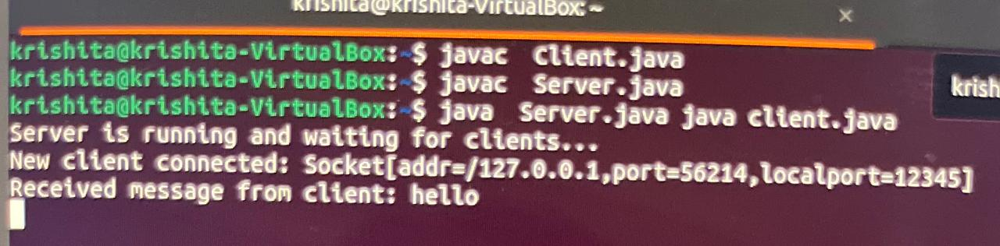 krishita@krishita-VirtualBox: ~
krishita@krishita-VirtualBox:~$ javac  Client.java
krishita@krishita-VirtualBox:~$ javac  Server.java
krishita@krishita-VirtualBox:~$ java  Server.java java client.java
Server is running and waiting for clients...
New client connected: Socket[addr=/127.0.0.1,port=56214,localport=12345]
Received message from client: hello
krish